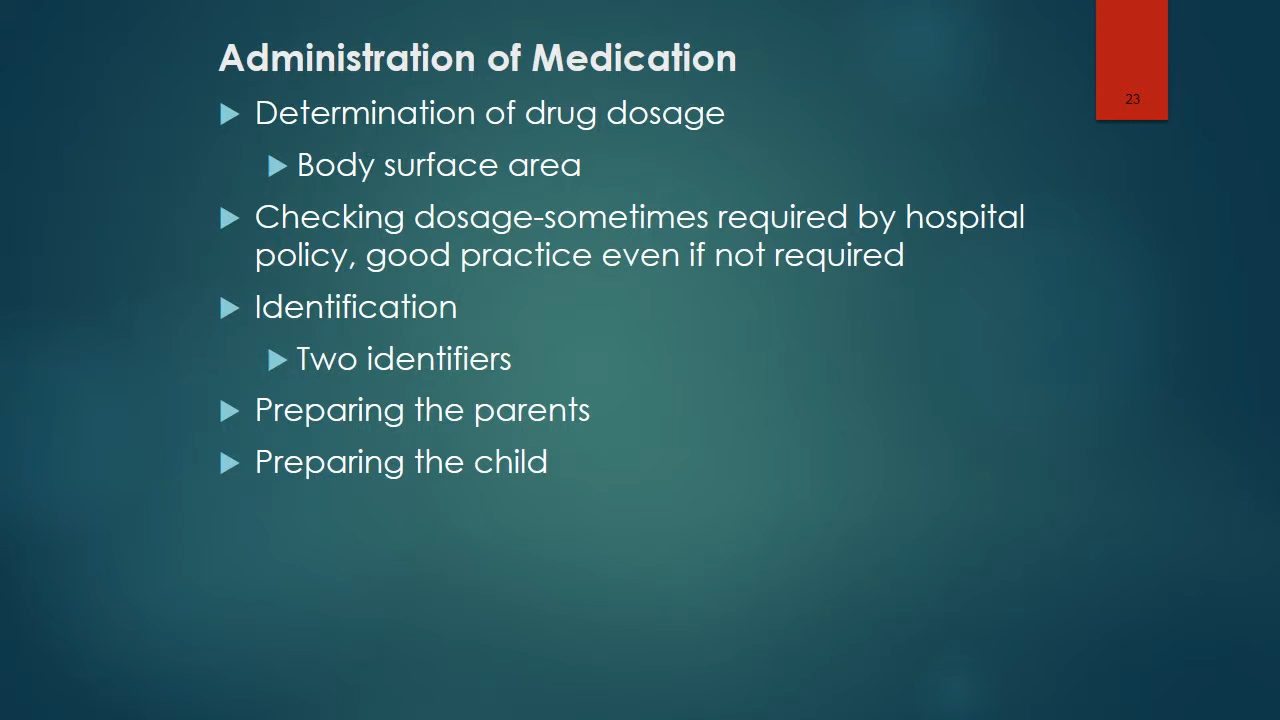 Administration of Medication
23
Determination of drug dosage
Body surface area
Checking dosage-sometimes required by hospital
policy, good practice even if not required
Identification
Two identifiers
Preparing the parents
Preparing the child